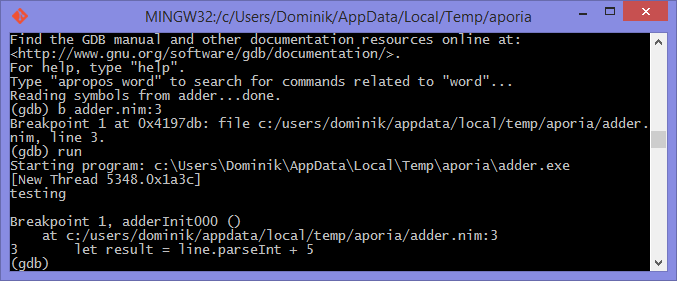 MINGW32:/c/Users/Dominik/AppData/Local/Temp/aporia
Find the GDB manual and other documentation resources online at:
<http://www.gnu.org/software/gdb/documentation/>.
For help, type "help".
Type "apropos word" to search for commands related to "word"...
Reading symbols from adder...done.
(gdb) b adder.nim:3
Breakpoint 1 at 0x4197db: file c:/users/dominik/appdata/local/temp/aporia/adder.
nim, line 3.
(gdb) run
Starting program: c:\Users\Dominik\AppData\Local\Temp\aporia\adder.exe
[New Thread 5348.0x1a3c]
testing
Breakpoint 1, adderInit000 ()
    at c:/users/dominik/appdata/local/temp/aporia/adder.nim:3
3       let result = line.parseInt + 5
(gdb)